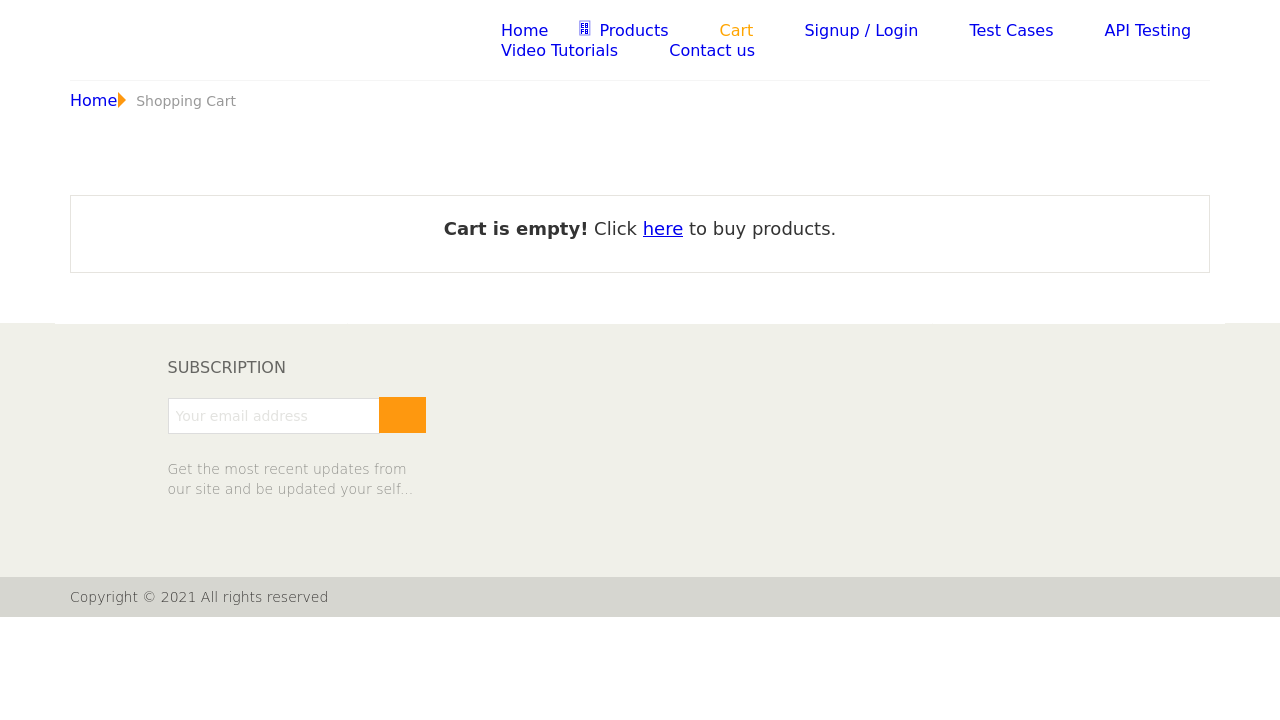 Home Products Cart Signup / Login Test Cases API Testing
Video Tutorials Contact us
Home Shopping Cart
Cart is empty! Click here to buy products.
SUBSCRIPTION
Your email address
Get the most recent updates from
our site and be updated your self...
Copyright © 2021 All rights reserved